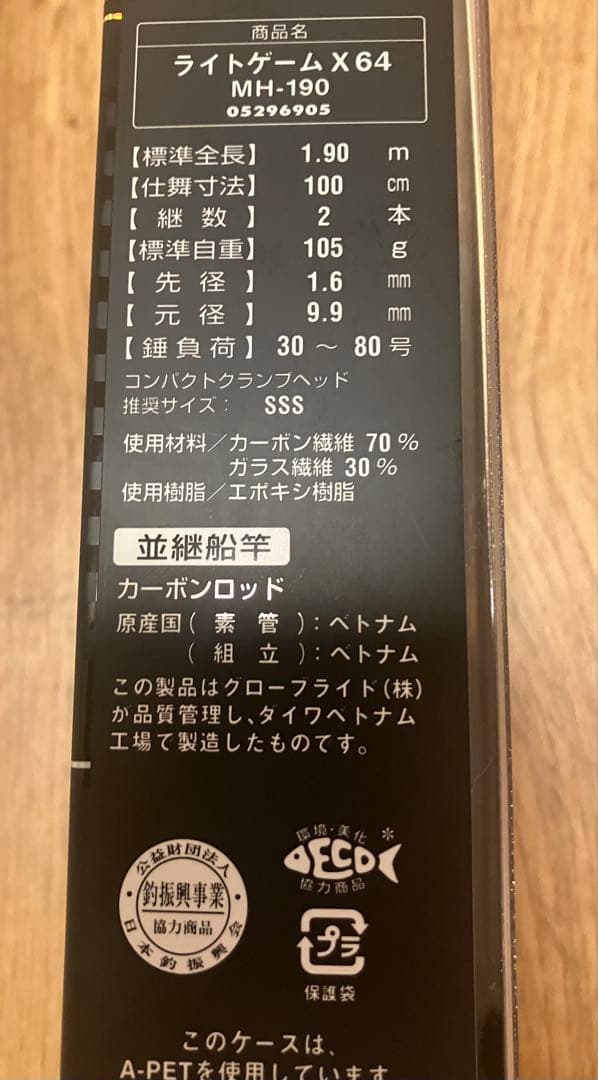 商品名
ライトゲーム X 64
MH-190
05296905
【標準全長】 1.90 m
【仕舞寸法】 100 cm
【継数】 2 本
【標準自重】 105 g
【先径】 1.6 mm
【元径】 9.9 mm
【錘負荷】 30 ～ 80 号
コンパクトクランプヘッド
推奨サイズ： SSS
使用材料／カーボン繊維 70 %
ガラス繊維 30 %
使用樹脂／エポキシ樹脂
並継船竿
カーボンロッド
原産国(素管)：ベトナム
(組立)：ベトナム
この製品はグローブライド(株)
が品質管理し、ダイワベトナム
工場で製造したものです。
公益財団法人
釣振興事業
協力商品
日本釣振興会
環境・美化
ECO
協力商品
プラ
保護袋
このケースは、
A-PETを使用しています